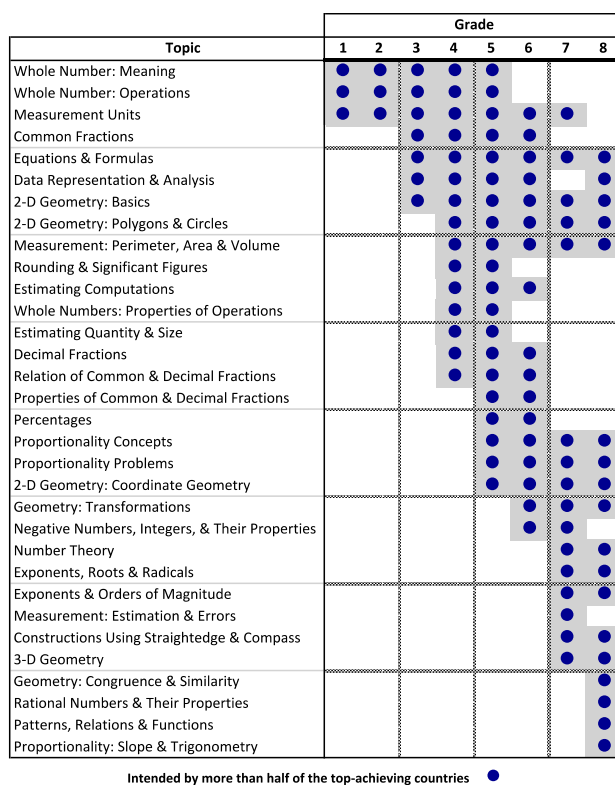 Grade
Topic 1 2 3 4 5 6 7 8
Whole Number: Meaning
Whole Number: Operations
Measurement Units
Common Fractions
Equations & Formulas
Data Representation & Analysis
2-D Geometry: Basics
2-D Geometry: Polygons & Circles
Measurement: Perimeter, Area & Volume
Rounding & Significant Figures
Estimating Computations
Whole Numbers: Properties of Operations
Estimating Quantity & Size
Decimal Fractions
Relation of Common & Decimal Fractions
Properties of Common & Decimal Fractions
Percentages
Proportionality Concepts
Proportionality Problems
2-D Geometry: Coordinate Geometry
Geometry: Transformations
Negative Numbers, Integers, & Their Properties
Number Theory
Exponents, Roots & Radicals
Exponents & Orders of Magnitude
Measurement: Estimation & Errors
Constructions Using Straightedge & Compass
3-D Geometry
Geometry: Congruence & Similarity
Rational Numbers & Their Properties
Patterns, Relations & Functions
Proportionality: Slope & Trigonometry
Intended by more than half of the top-achieving countries